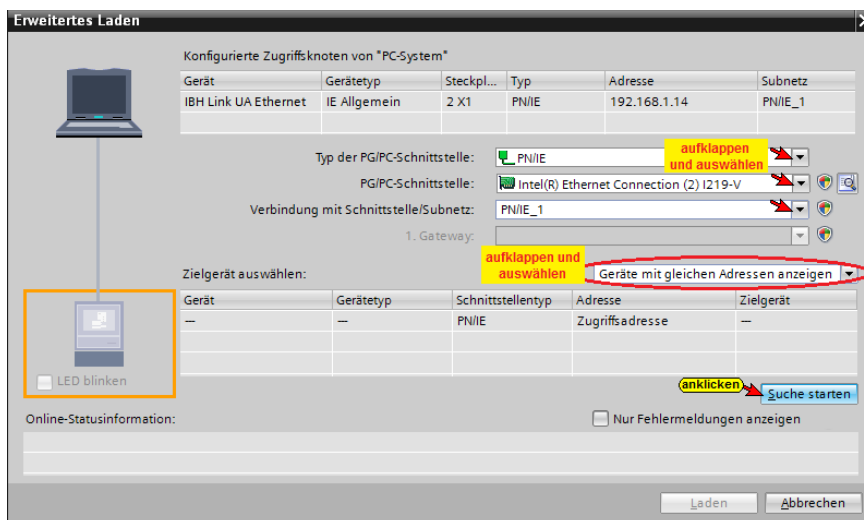 Erweitertes Laden
Konfigurierte Zugriffsknoten von "PC-System"
Gerät Gerätetyp Steckpl... Typ Adresse Subnetz
IBH Link UA Ethernet IE Allgemein 2 X1 PN/IE 192.168.1.14 PN/IE_1
Typ der PG/PC-Schnittstelle: PN/IE
aufklappen
und auswählen
PG/PC-Schnittstelle: Intel(R) Ethernet Connection (2) I219-V
Verbindung mit Schnittstelle/Subnetz: PN/IE_1
1. Gateway:
aufklappen und
auswählen
Zielgerät auswählen: Geräte mit gleichen Adressen anzeigen
Gerät Gerätetyp Schnittstellentyp Adresse Zielgerät
— — PN/IE Zugriffsadresse —
LED blinken
anklicken
Suche starten
Online-Statusinformation: Nur Fehlermeldungen anzeigen
Laden Abbrechen